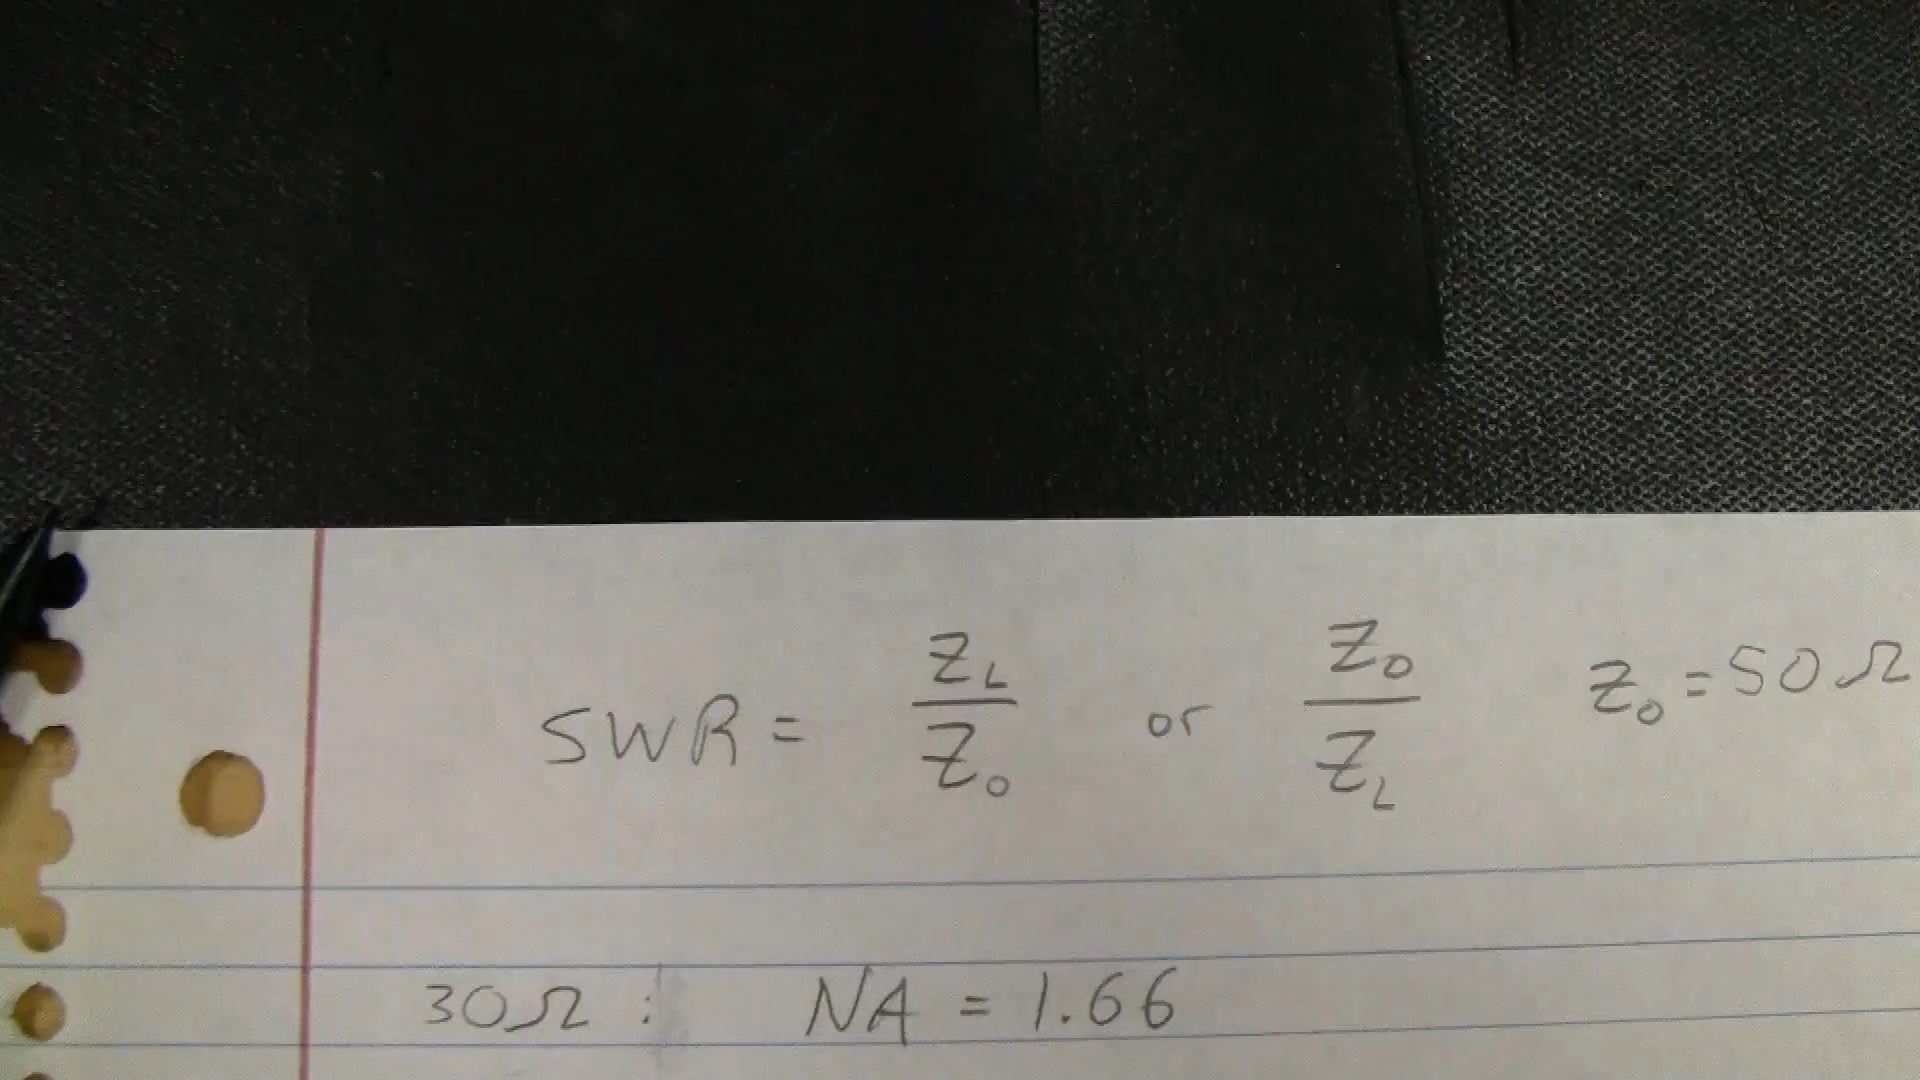 SWR = Z_L/Z_0 or Z_0/Z_L Z_0 = 50Ω
30Ω : NA = 1.66